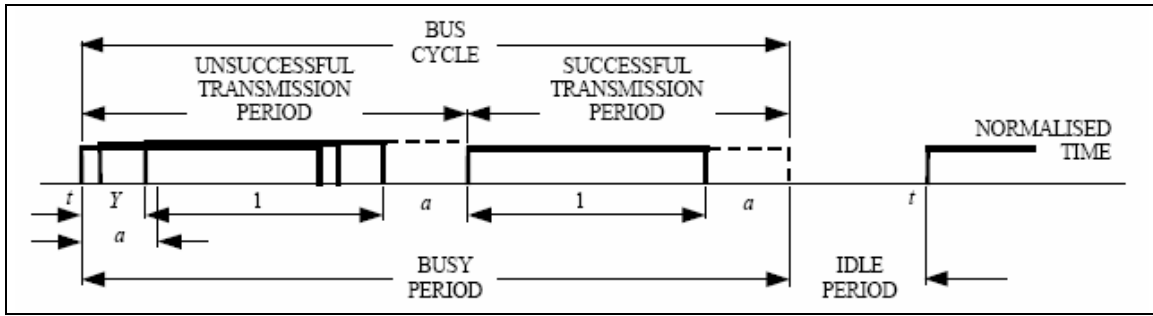 BUS
CYCLE
UNSUCCESSFUL
TRANSMISSION
PERIOD
SUCCESSFUL
TRANSMISSION
PERIOD
NORMALISED
TIME
t Y 1 a 1 a t
a
BUSY
PERIOD
IDLE
PERIOD